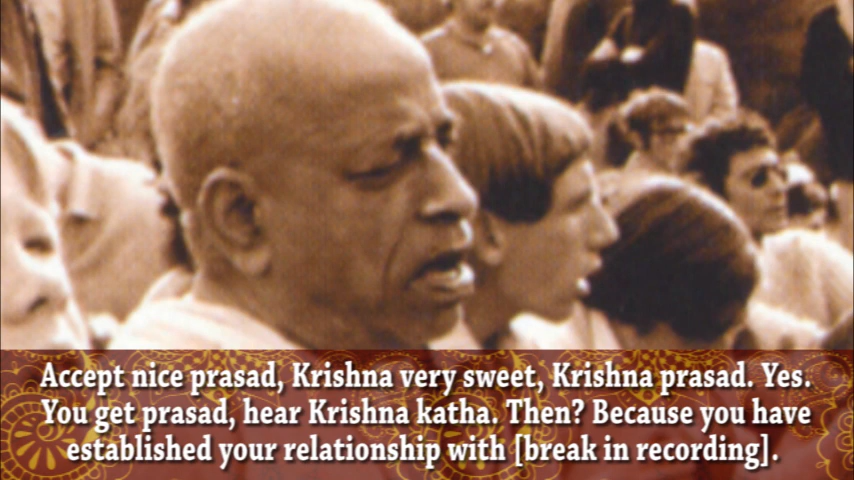 Accept nice prasad, Krishna very sweet, Krishna prasad. Yes.
You get prasad, hear Krishna katha. Then? Because you have
established your relationship with [break in recording].